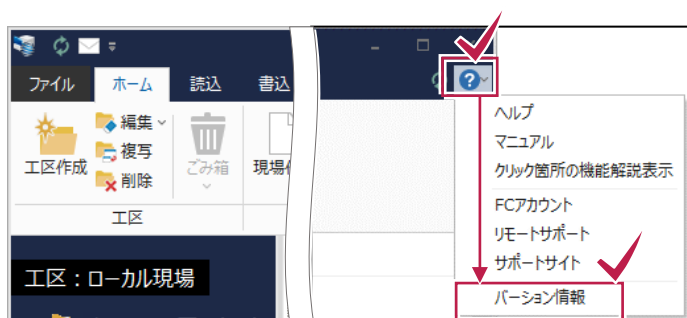 ファイル ホーム 読込 書込
工区作成
編集
複写
削除
ごみ箱
工区
工区：ローカル現場
ヘルプ
マニュアル
クリック箇所の機能解説表示
FCアカウント
リモートサポート
サポートサイト
バージョン情報